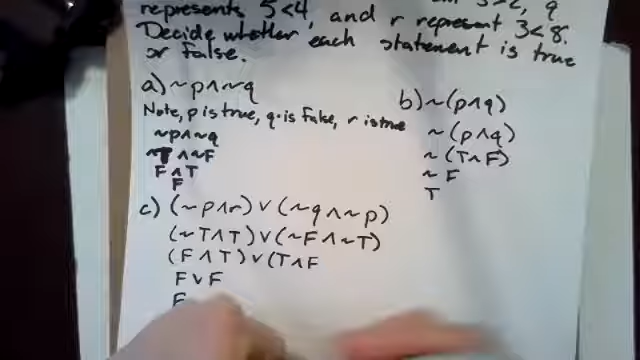 represents 5<4, and r represent 3<8.
Decide whether each statement is true
or false.
a) ~p∧~q
Note, p is true, q is false, r is true
~p∧~q
~T∧~F
F∧T
F
b) ~(p∧q)
~(p∧q)
~(T∧F)
~F
T
c) (~p∧r)∨(~q∧~p)
(~T∧T)∨(~F∧~T)
(F∧T)∨(T∧F
F∨F
F